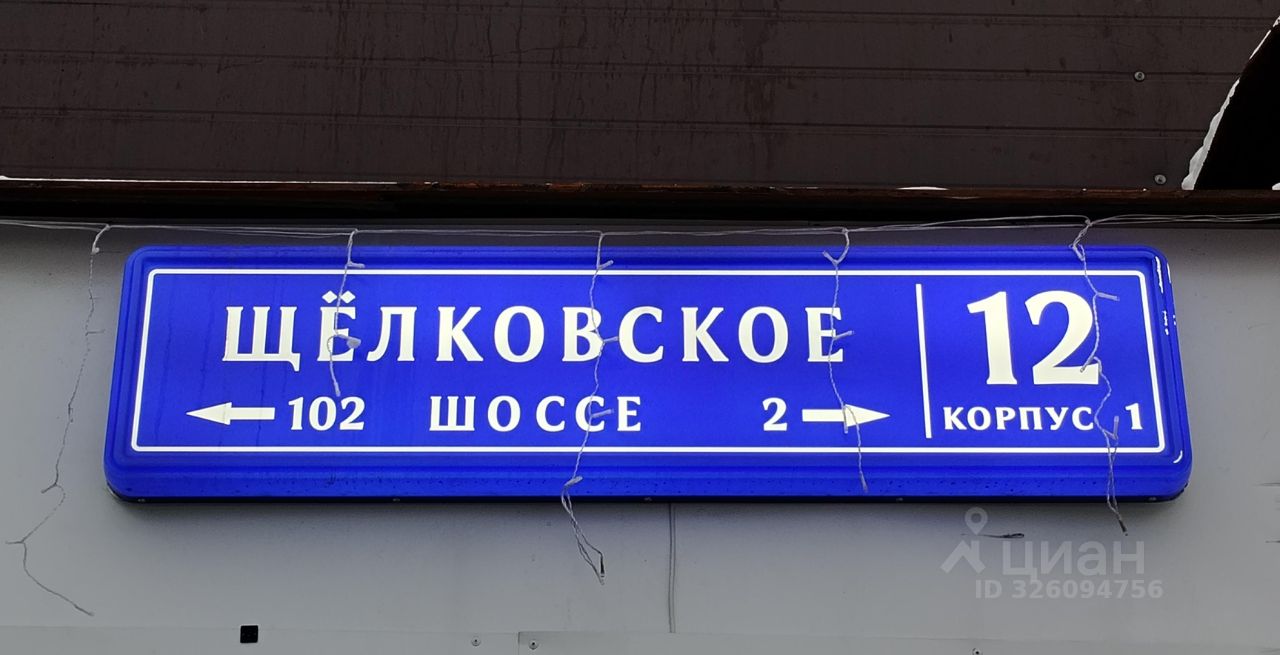 ЩЁЛКОВСКОЕ
← 102 ШОССЕ 2 →
12
КОРПУС 1
циан
ID 326094756